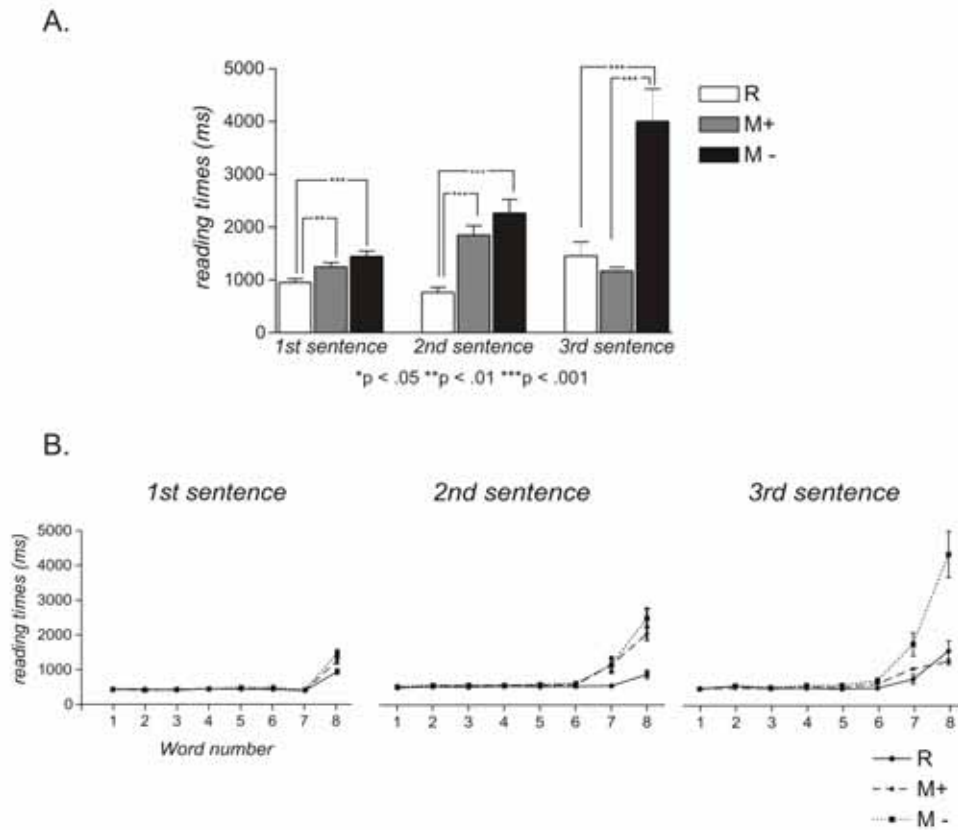 A.
reading times (ms)
5000
4000
3000
2000
1000
0
***
***
***
***
R
M+
M -
1st sentence 2nd sentence 3rd sentence
*p < .05 **p < .01 ***p < .001
B.
1st sentence 2nd sentence 3rd sentence
reading times (ms)
5000
4000
3000
2000
1000
0
1 2 3 4 5 6 7 8 1 2 3 4 5 6 7 8 1 2 3 4 5 6 7 8
Word number
R
M+
M -